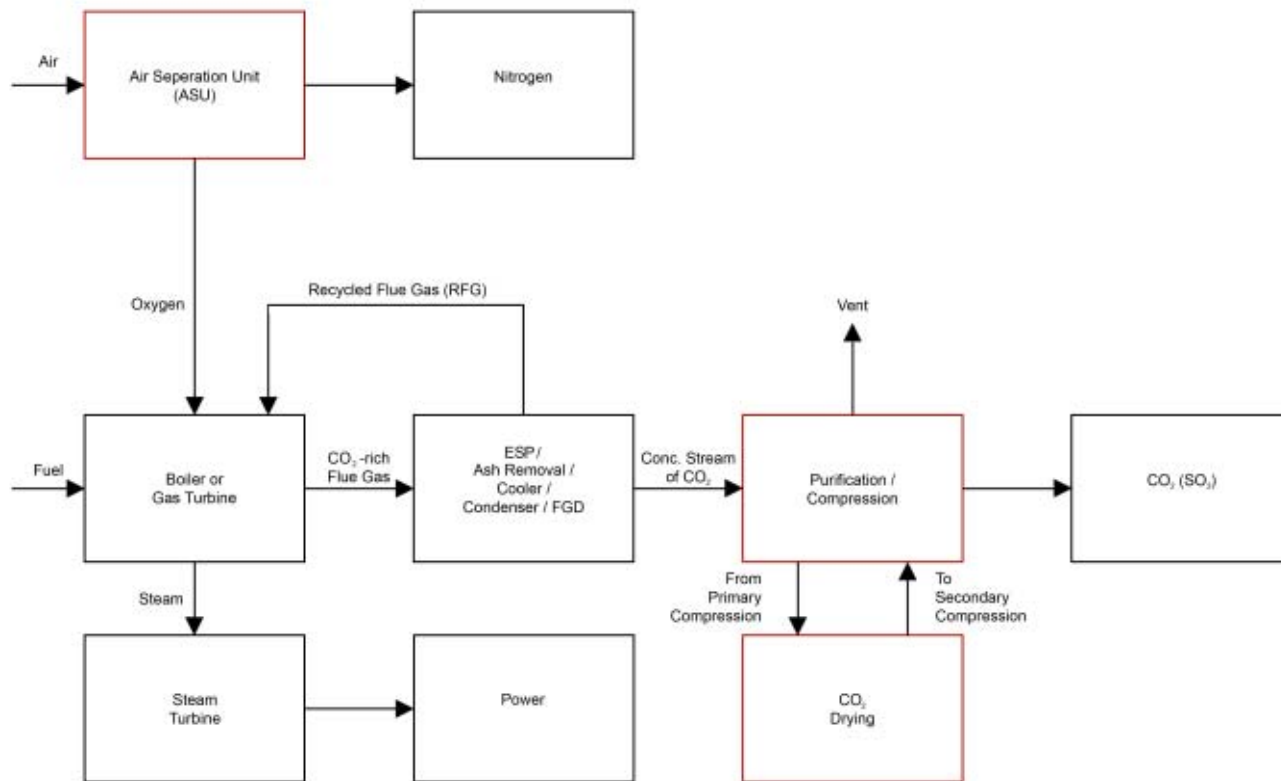 Air
Air Seperation Unit
(ASU)
Nitrogen
Oxygen
Recycled Flue Gas (RFG)
Vent
Fuel
Boiler or
Gas Turbine
CO₂ -rich
Flue Gas
ESP/
Ash Removal /
Cooler/
Condenser / FGD
Conc. Stream
of CO₂
Purification /
Compression
CO₂ (SO₂)
Steam
From
Primary
Compression
To
Secondary
Compression
Steam
Turbine
Power
CO₂
Drying